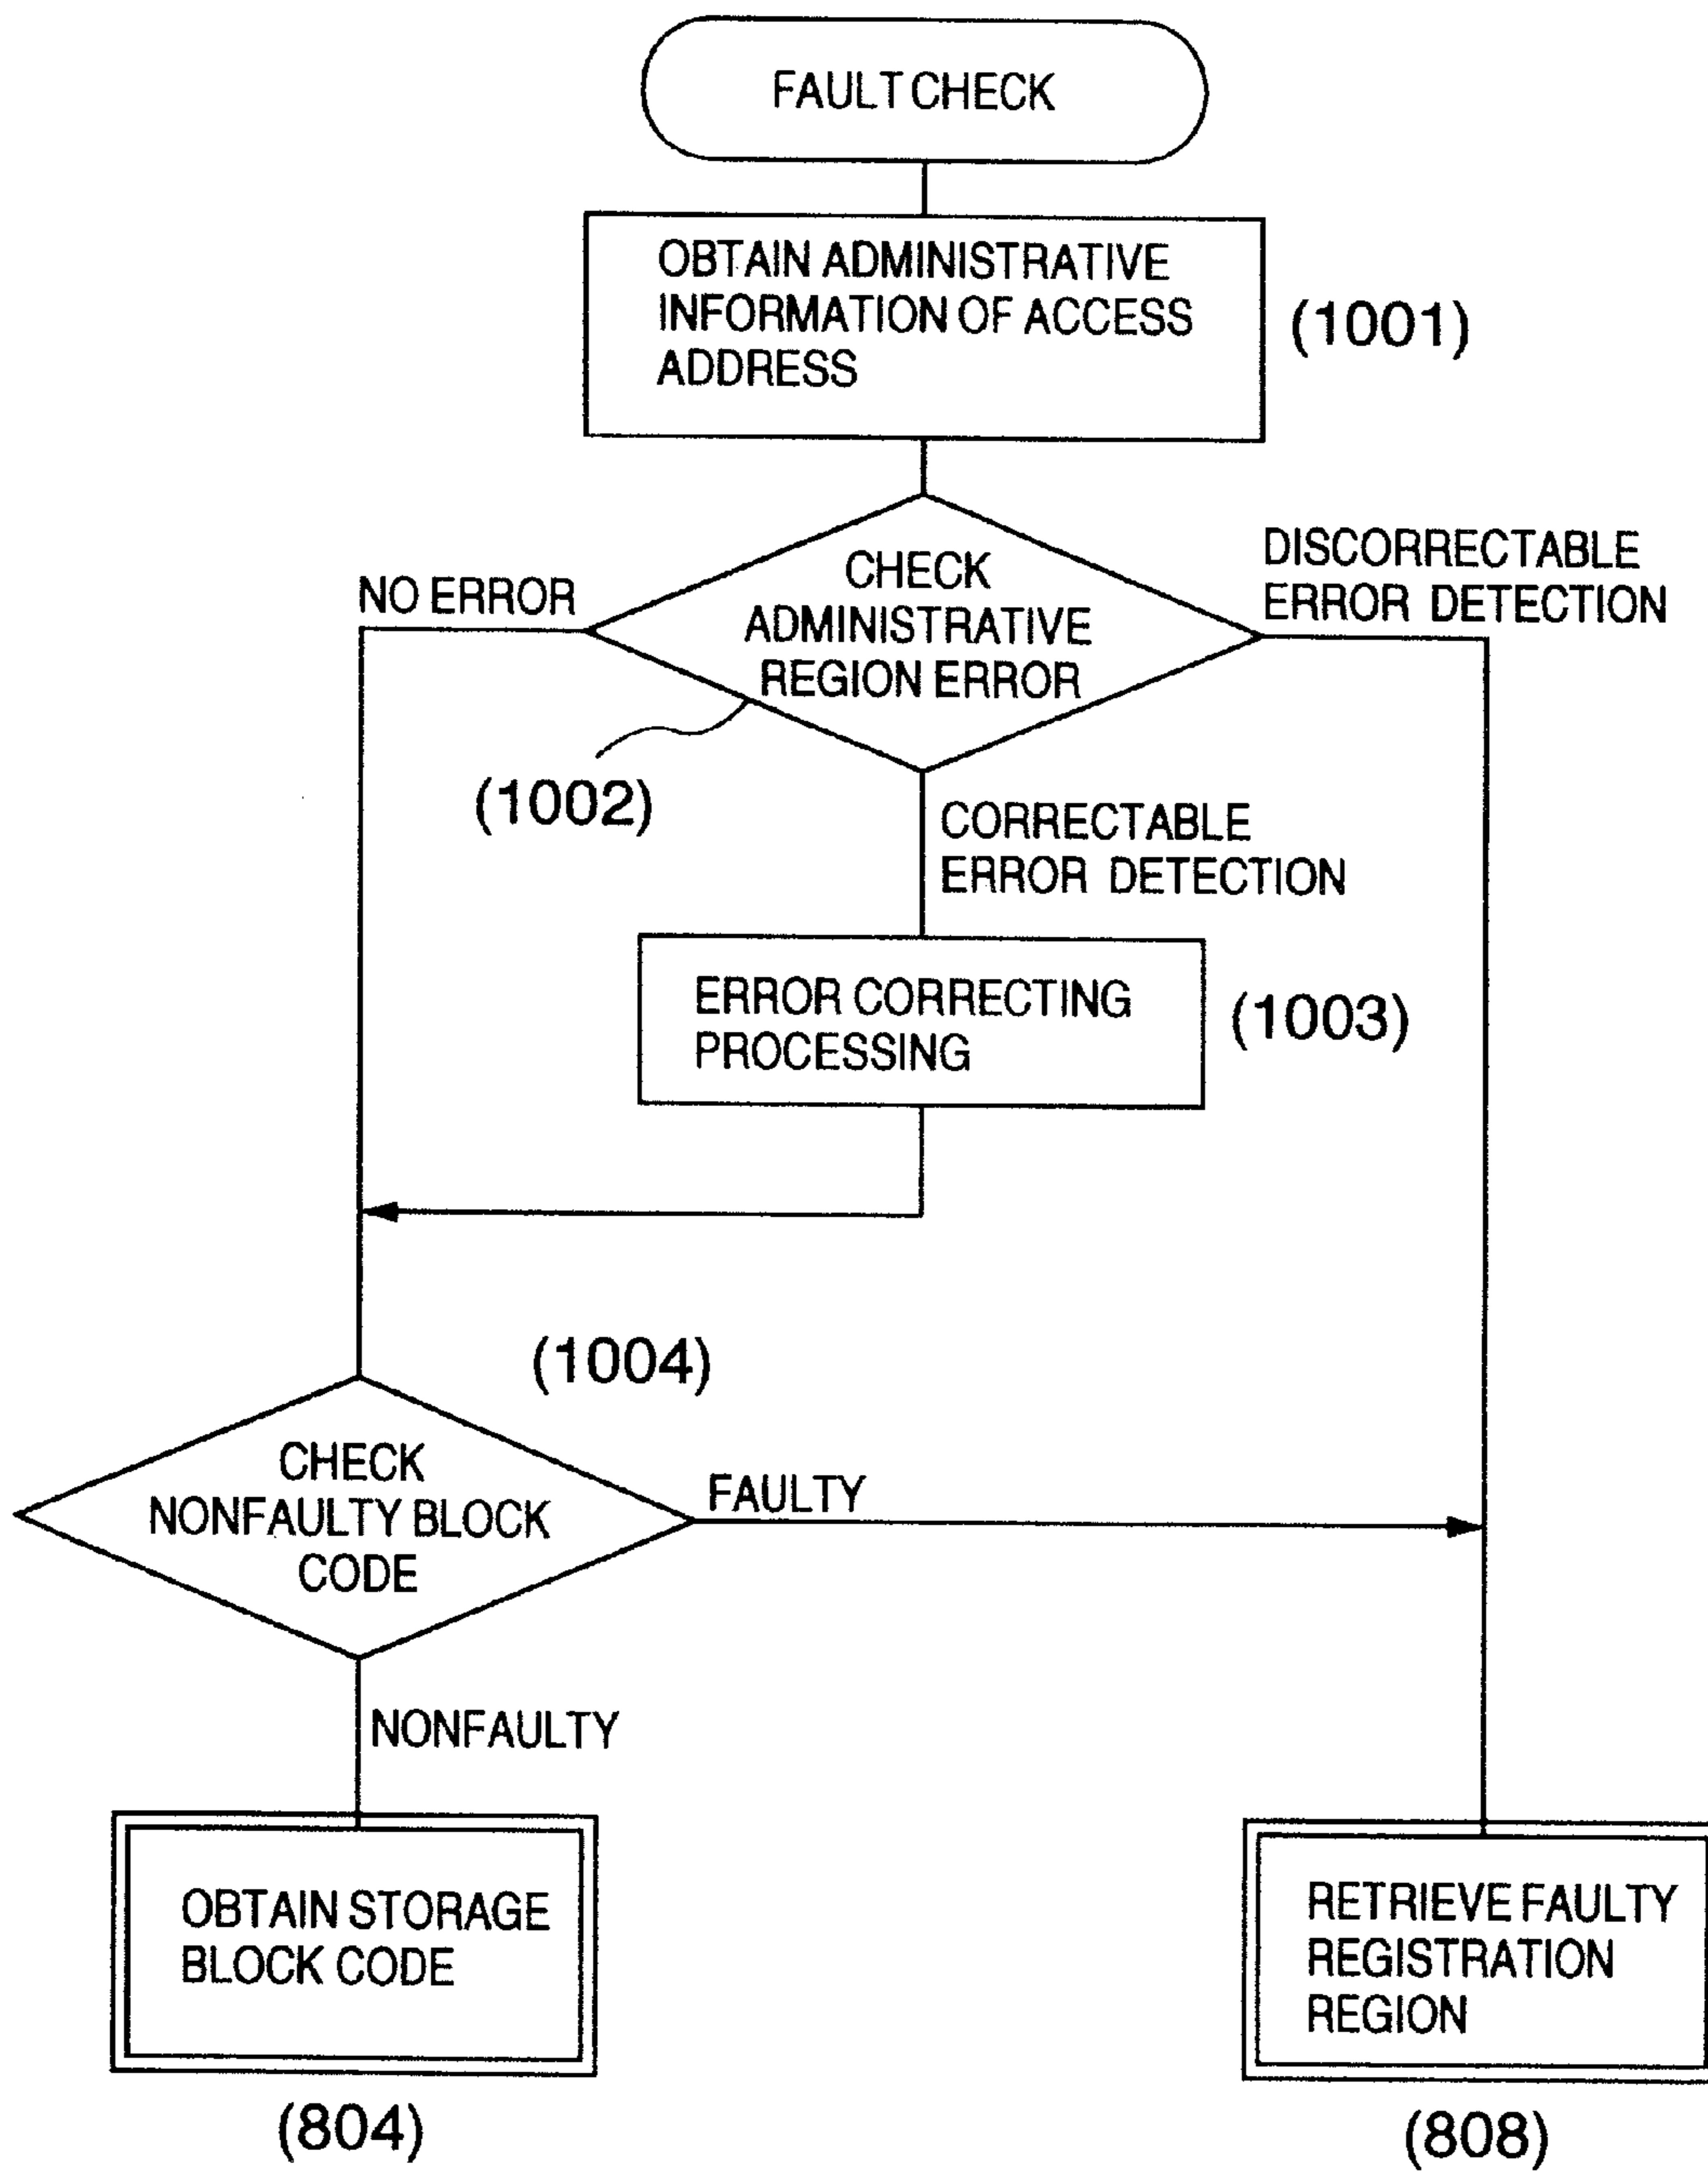 FAULT CHECK
OBTAIN ADMINISTRATIVE
INFORMATION OF ACCESS
ADDRESS
(1001)
CHECK
ADMINISTRATIVE
REGION ERROR
NO ERROR
DISCORRECTABLE
ERROR DETECTION
(1002)
CORRECTABLE
ERROR DETECTION
ERROR CORRECTING
PROCESSING
(1003)
(1004)
CHECK
NONFAULTY BLOCK
CODE
FAULTY
NONFAULTY
OBTAIN STORAGE
BLOCK CODE
(804)
RETRIEVE FAULTY
REGISTRATION
REGION
(808)